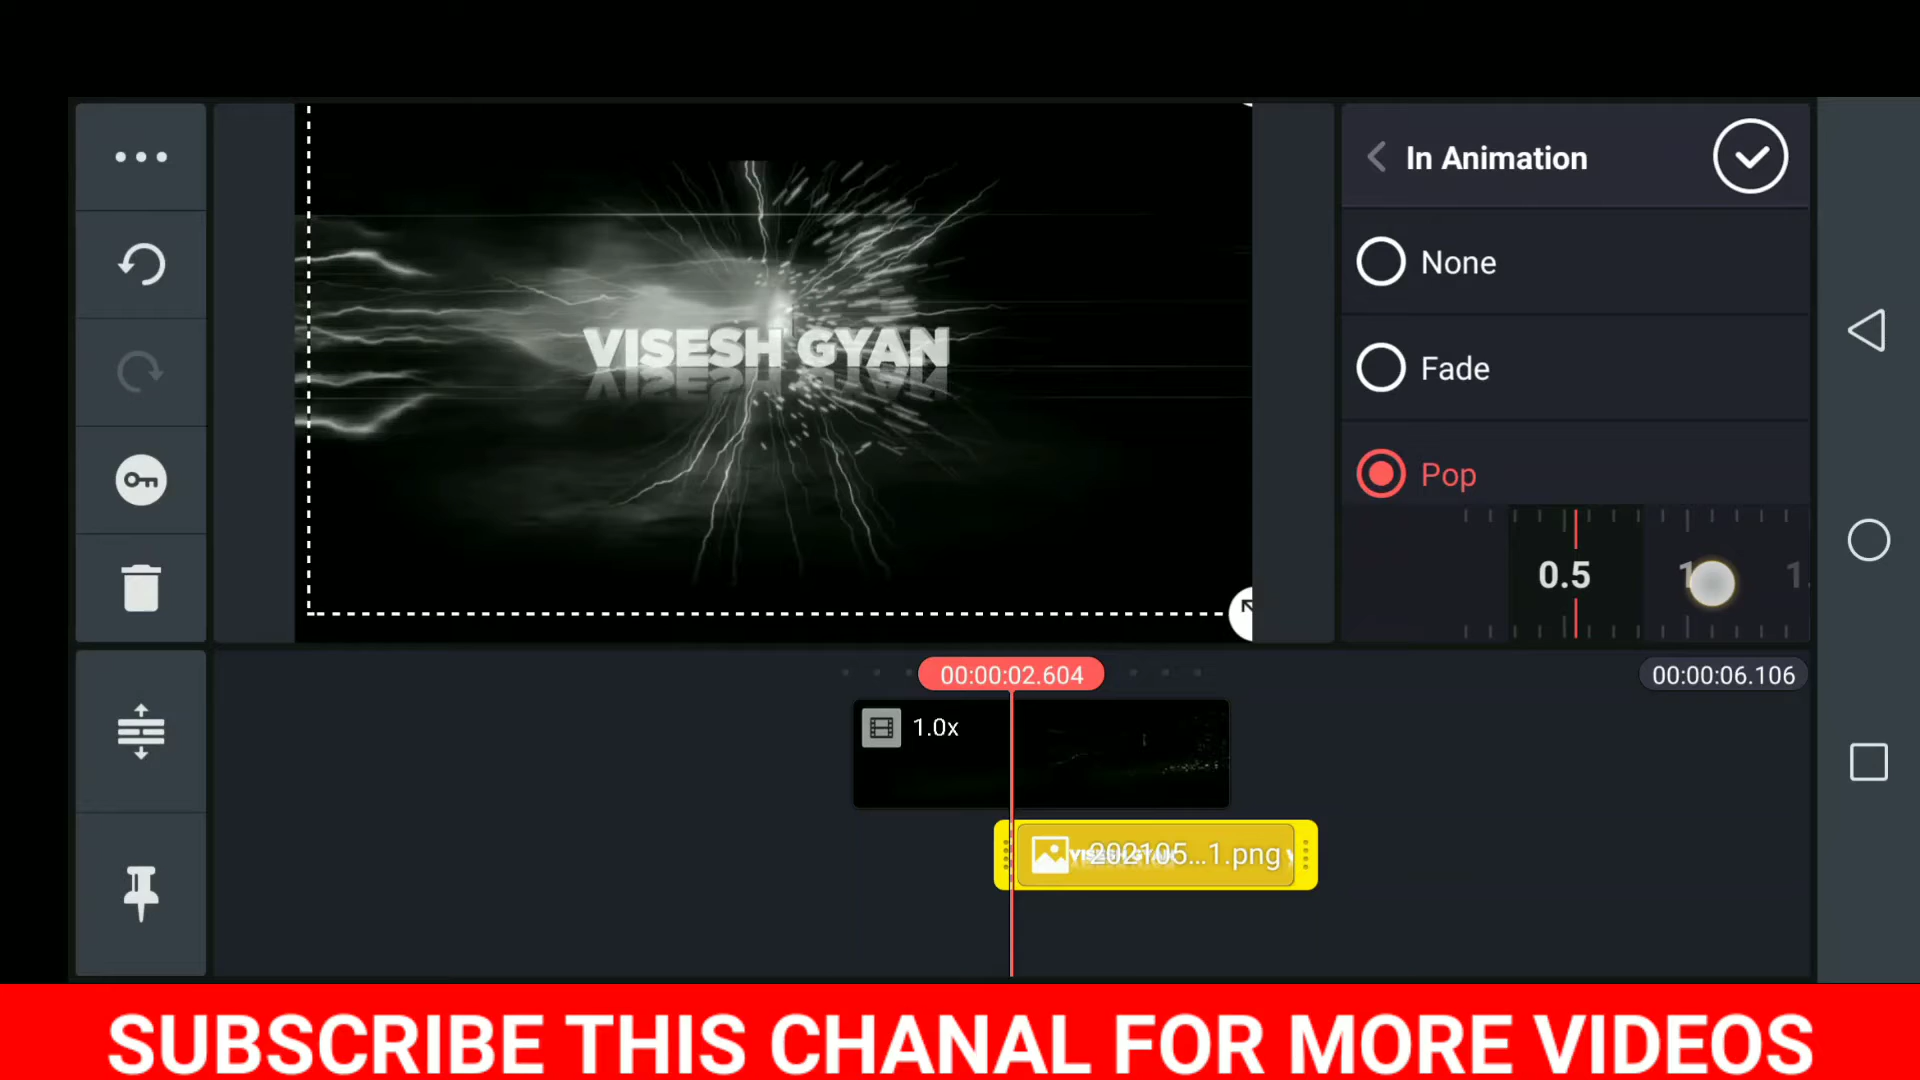 In Animation
None
VISESH GYAN
Fade
Pop
0.5
00:00:02.604
00:00:06.106
1.0x
202105...1.png
SUBSCRIBE THIS CHANAL FOR MORE VIDEOS